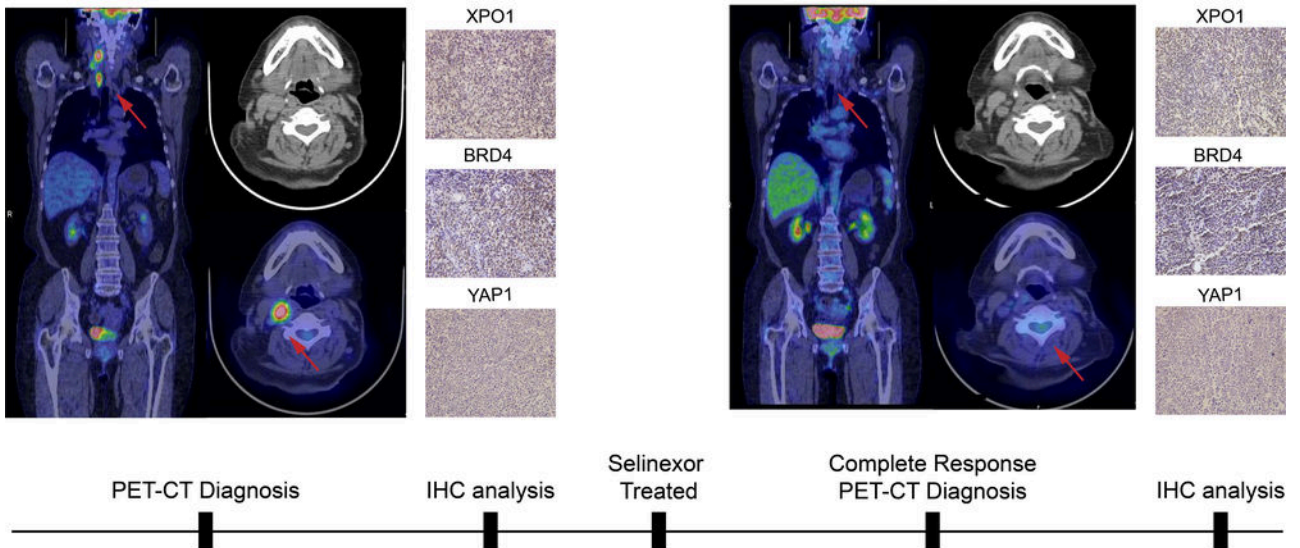 XPO1
BRD4
YAP1
R
XPO1
BRD4
YAP1
PET-CT Diagnosis
IHC analysis
Selinexor
Treated
Complete Response
PET-CT Diagnosis
IHC analysis